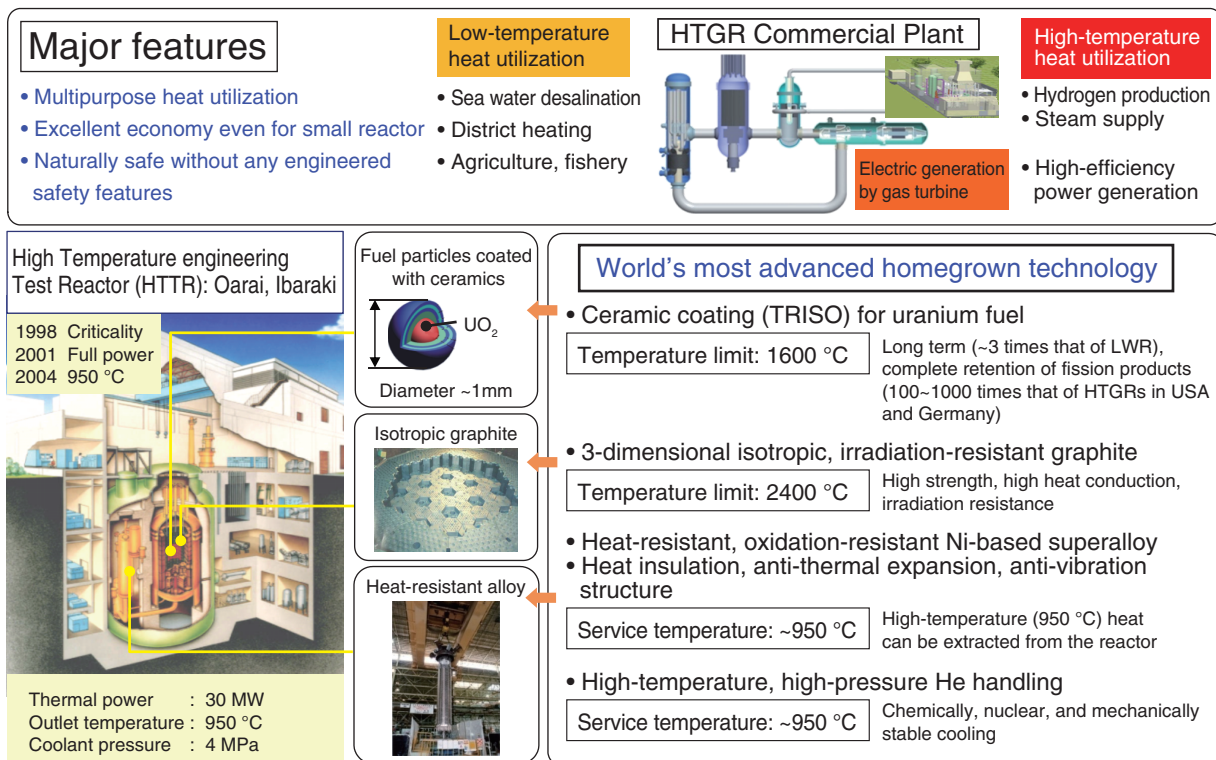 Major features
• Multipurpose heat utilization
• Excellent economy even for small reactor
• Naturally safe without any engineered
safety features
Low-temperature
heat utilization
• Sea water desalination
• District heating
• Agriculture, fishery
HTGR Commercial Plant
Electric generation
by gas turbine
High-temperature
heat utilization
• Hydrogen production
• Steam supply
• High-efficiency
power generation
High Temperature engineering
Test Reactor (HTTR): Oarai, Ibaraki
1998 Criticality
2001 Full power
2004 950 °C
Thermal power : 30 MW
Outlet temperature : 950 °C
Coolant pressure : 4 MPa
Fuel particles coated
with ceramics
UO₂
Diameter ~1mm
Isotropic graphite
Heat-resistant alloy
World's most advanced homegrown technology
• Ceramic coating (TRISO) for uranium fuel
Temperature limit: 1600 °C
Long term (~3 times that of LWR),
complete retention of fission products
(100~1000 times that of HTGRs in USA
and Germany)
• 3-dimensional isotropic, irradiation-resistant graphite
Temperature limit: 2400 °C
High strength, high heat conduction,
irradiation resistance
• Heat-resistant, oxidation-resistant Ni-based superalloy
• Heat insulation, anti-thermal expansion, anti-vibration
structure
Service temperature: ~950 °C
High-temperature (950 °C) heat
can be extracted from the reactor
• High-temperature, high-pressure He handling
Service temperature: ~950 °C
Chemically, nuclear, and mechanically
stable cooling